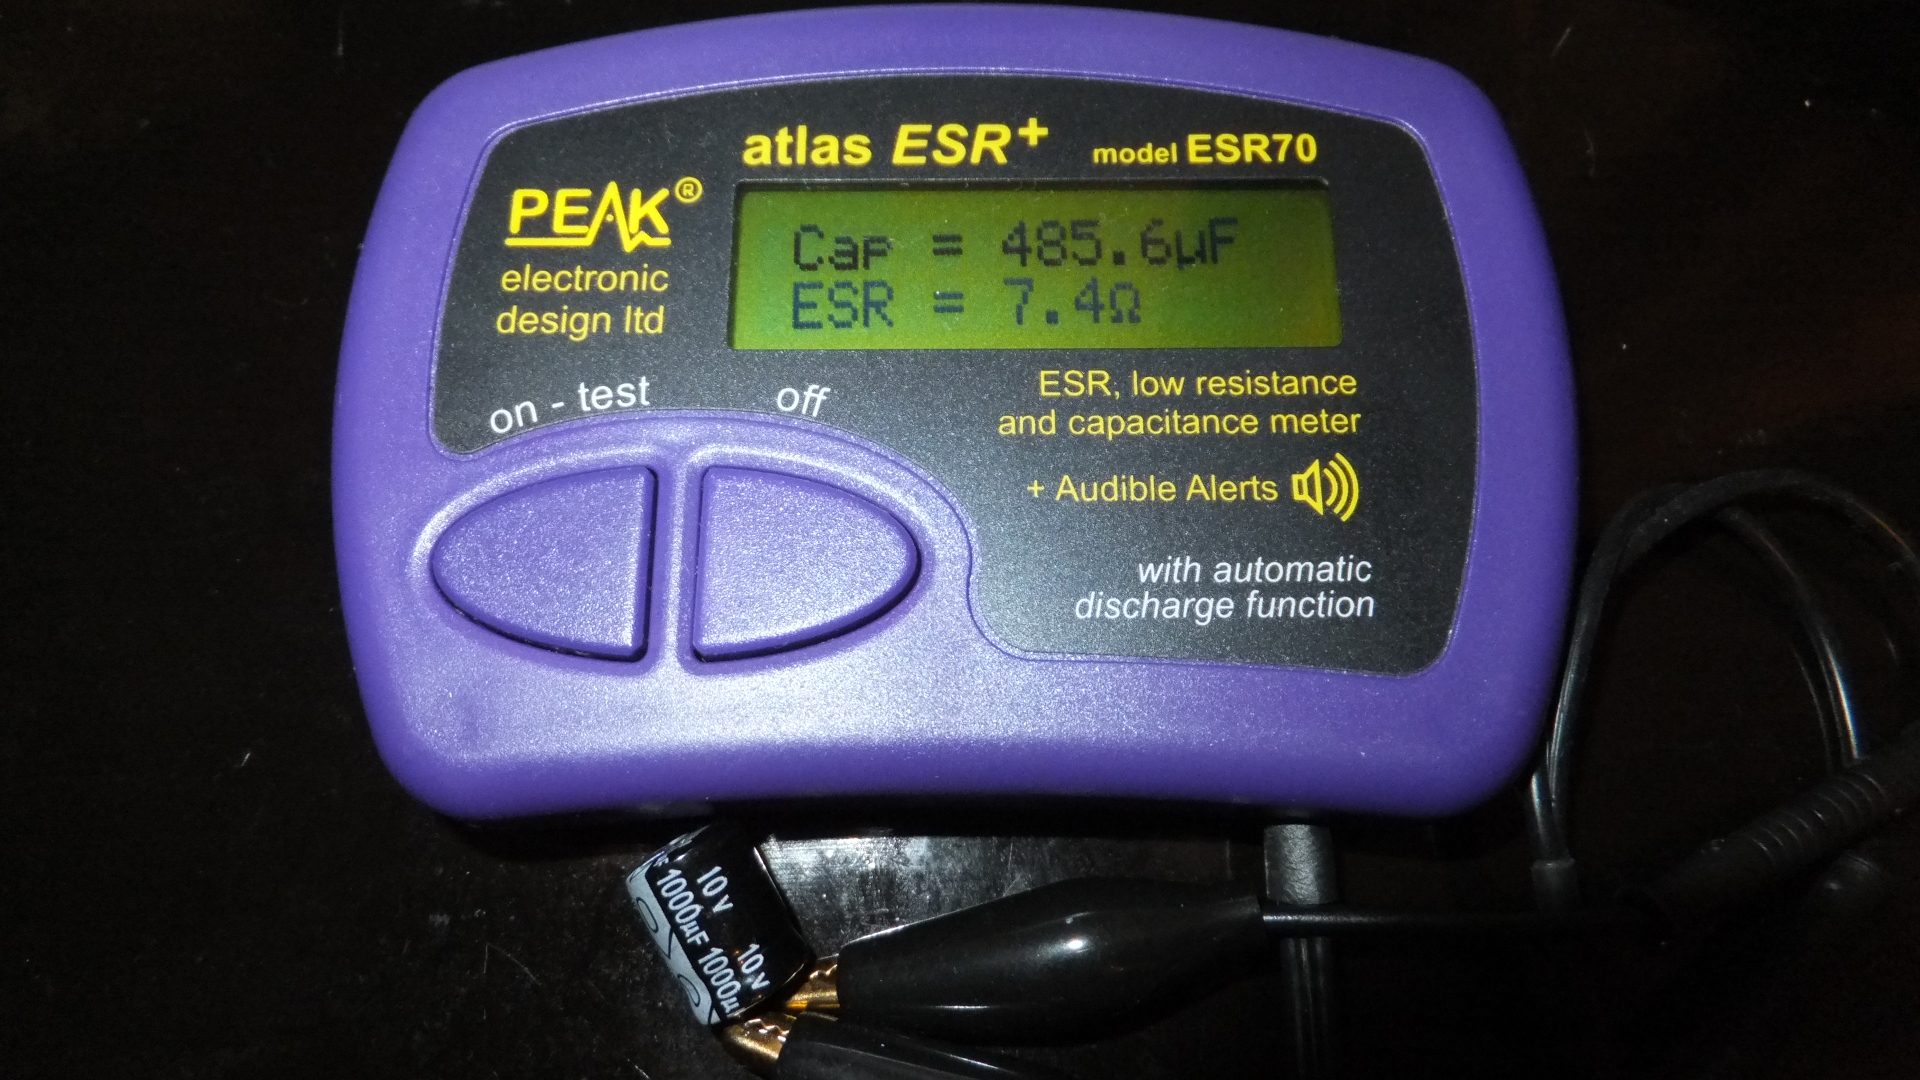 atlas ESR+ model ESR70
PEAK®
electronic
design ltd
Cap = 485.6µF
ESR = 7.4Ω
on - test off
ESR, low resistance
and capacitance meter
+ Audible Alerts
with automatic
discharge function
10v 10v
1000µF 1000µ